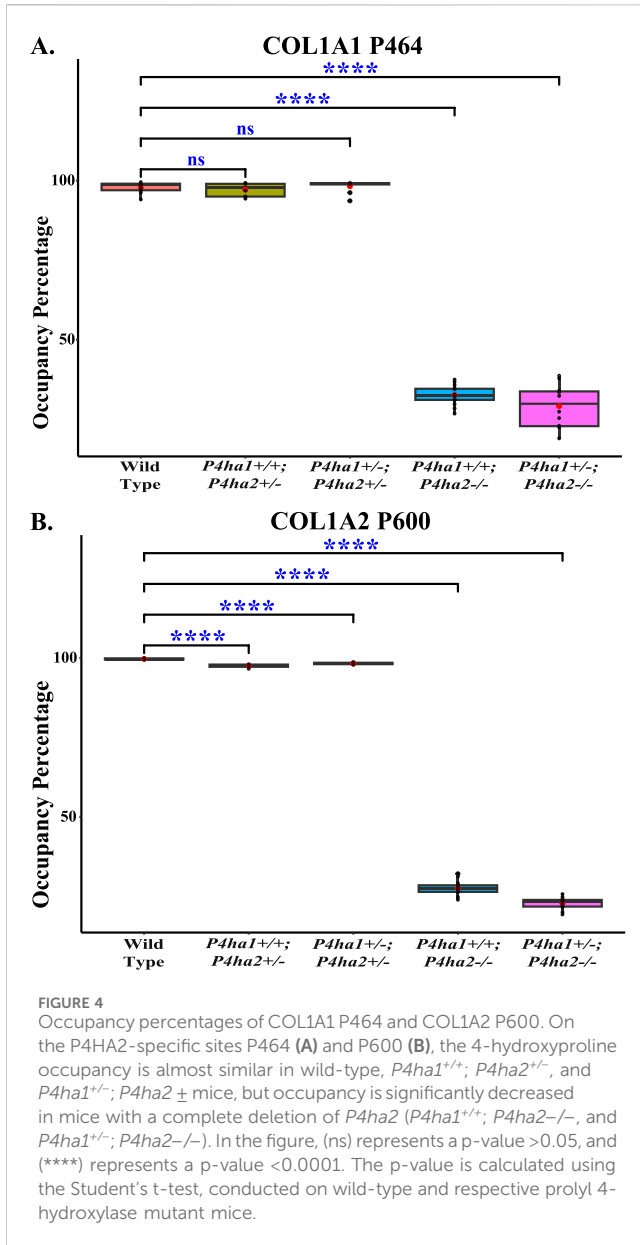 A.
COL1A1 P464
****
****
ns
ns
100
50
Occupancy Percentage
Wild Type
P4ha1+/+; P4ha2+/-
P4ha1+/-; P4ha2+/-
P4ha1+/+; P4ha2-/-
P4ha1+/-; P4ha2-/-
B.
COL1A2 P600
****
****
****
****
100
50
Occupancy Percentage
Wild Type
P4ha1+/+; P4ha2+/-
P4ha1+/-; P4ha2+/-
P4ha1+/+; P4ha2-/-
P4ha1+/-; P4ha2-/-
FIGURE 4
Occupancy percentages of COL1A1 P464 and COL1A2 P600. On
the P4HA2-specific sites P464 (A) and P600 (B), the 4-hydroxyproline
occupancy is almost similar in wild-type, P4ha1+/+; P4ha2+/−, and
P4ha1+/−; P4ha2 ± mice, but occupancy is significantly decreased
in mice with a complete deletion of P4ha2 (P4ha1+/+; P4ha2−/−, and
P4ha1+/−; P4ha2−/−). In the figure, (ns) represents a p-value >0.05, and
(****) represents a p-value <0.0001. The p-value is calculated using
the Student's t-test, conducted on wild-type and respective prolyl 4-
hydroxylase mutant mice.